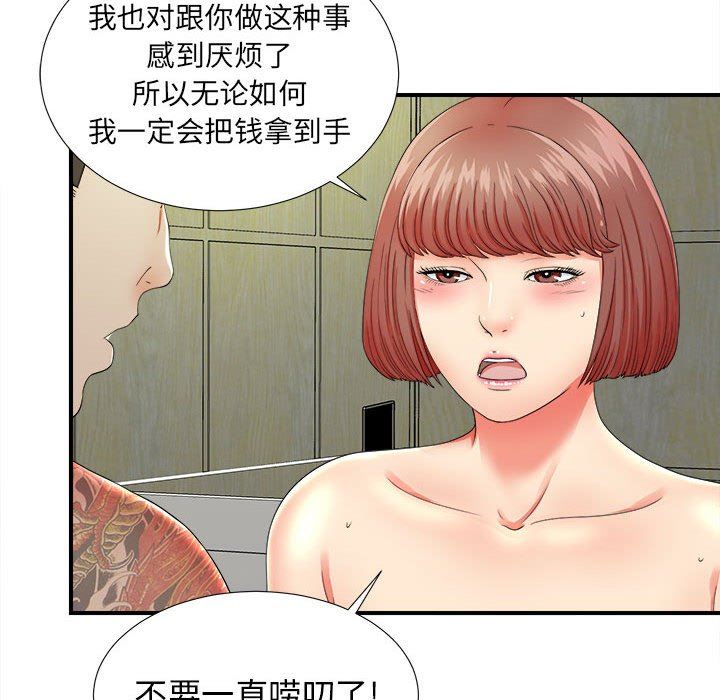 我也对跟你做这种事
感到厌烦了
所以无论如何
我一定会把钱拿到手
不要一直唠叨了!